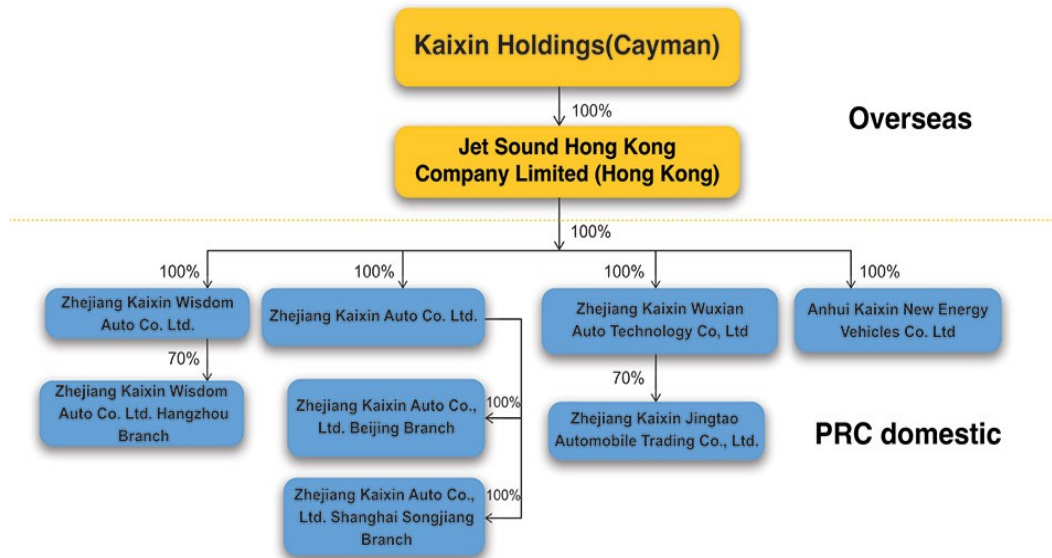 Kaixin Holdings(Cayman)
100%
Jet Sound Hong Kong
Company Limited (Hong Kong)
Overseas
100%
100%
100%
100%
100%
Zhejiang Kaixin Wisdom
Auto Co. Ltd.
Zhejiang Kaixin Auto Co. Ltd.
Zhejiang Kaixin Wuxian
Auto Technology Co, Ltd
Anhui Kaixin New Energy
Vehicles Co. Ltd
70%
70%
Zhejiang Kaixin Wisdom
Auto Co. Ltd. Hangzhou
Branch
Zhejiang Kaixin Auto Co.,
Ltd. Beijing Branch
100%
Zhejiang Kaixin Jingtao
Automobile Trading Co., Ltd.
PRC domestic
Zhejiang Kaixin Auto Co.,
Ltd. Shanghai Songjiang
Branch
100%